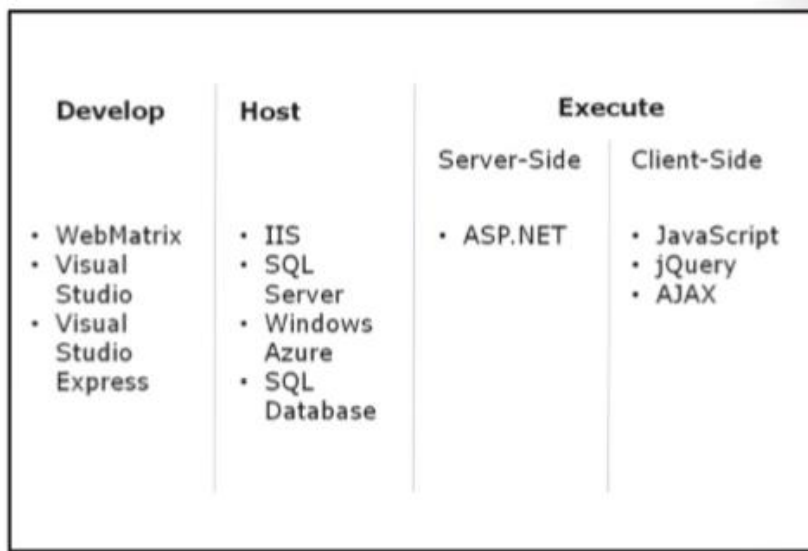 Develop
Host
Execute
Server-Side
Client-Side
• WebMatrix
• Visual
Studio
• Visual
Studio
Express
• IIS
• SQL
Server
• Windows
Azure
• SQL
Database
• ASP.NET
• JavaScript
• jQuery
• AJAX